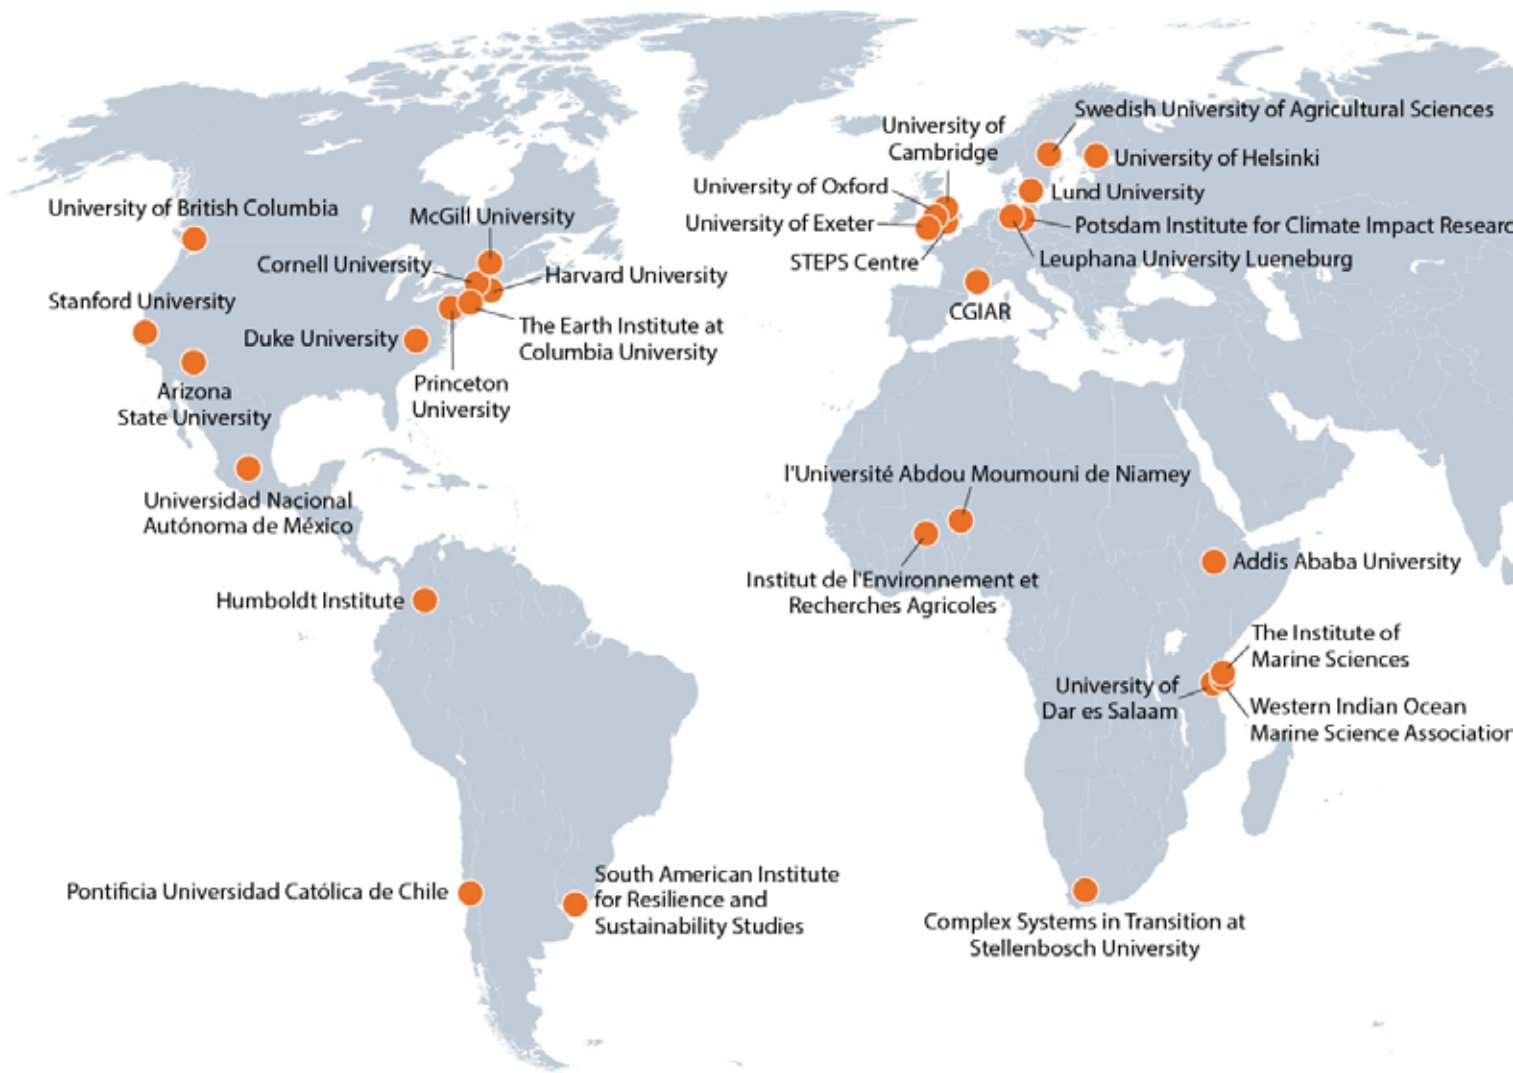 Swedish University of Agricultural Sciences
University of
Cambridge
University of Helsinki
University of Oxford
Lund University
University of British Columbia
McGill University
University of Exeter
Potsdam Institute for Climate Impact Researc
Cornell University
Harvard University
STEPS Centre
Leuphana University Lueneburg
Stanford University
CGIAR
Duke University
The Earth Institute at
Columbia University
Arizona
State University
Princeton
University
l'Université Abdou Moumouni de Niamey
Universidad Nacional
Autónoma de México
Addis Ababa University
Institut de l'Environnement et
Recherches Agricoles
Humboldt Institute
The Institute of
Marine Sciences
University of
Dar es Salaam
Western Indian Ocean
Marine Science Association
Pontificia Universidad Católica de Chile
South American Institute
for Resilience and
Sustainability Studies
Complex Systems in Transition at
Stellenbosch University